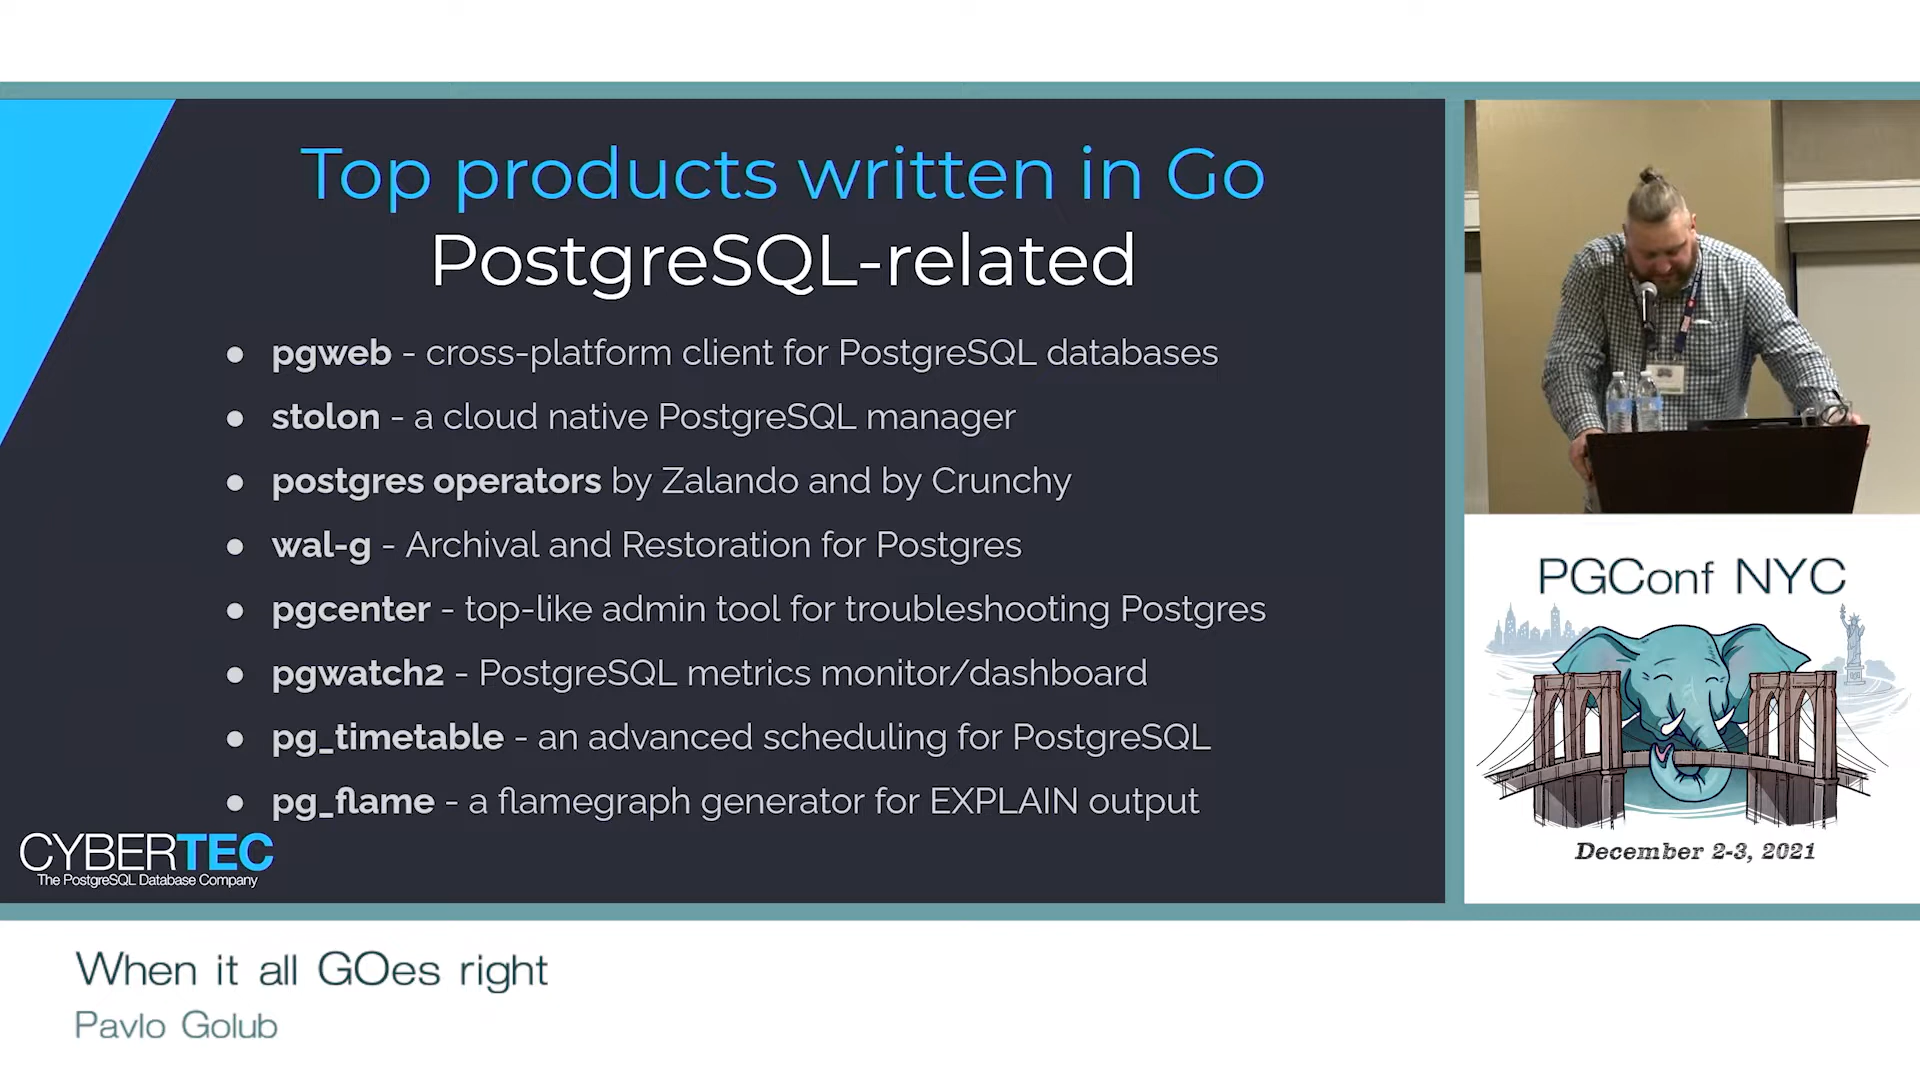 Top products written in Go
PostgreSQL-related
● pgweb - cross-platform client for PostgreSQL databases
● stolon - a cloud native PostgreSQL manager
● postgres operators by Zalando and by Crunchy
● wal-g - Archival and Restoration for Postgres
● pgcenter - top-like admin tool for troubleshooting Postgres
● pgwatch2 - PostgreSQL metrics monitor/dashboard
● pg_timetable - an advanced scheduling for PostgreSQL
● pg_flame - a flamegraph generator for EXPLAIN output
CYBERTEC
The PostgreSQL Database Company
PGConf NYC
December 2-3, 2021
When it all GOes right
Pavlo Golub